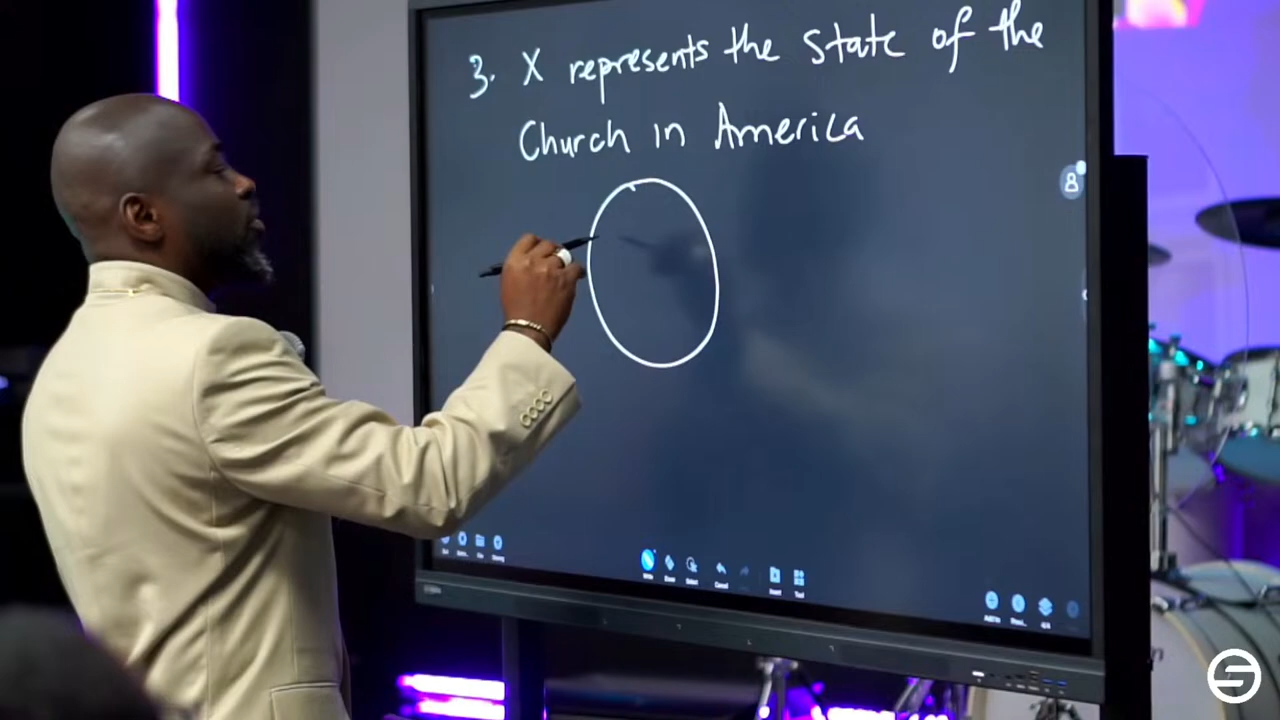 3. X represents the state of the
Church in America